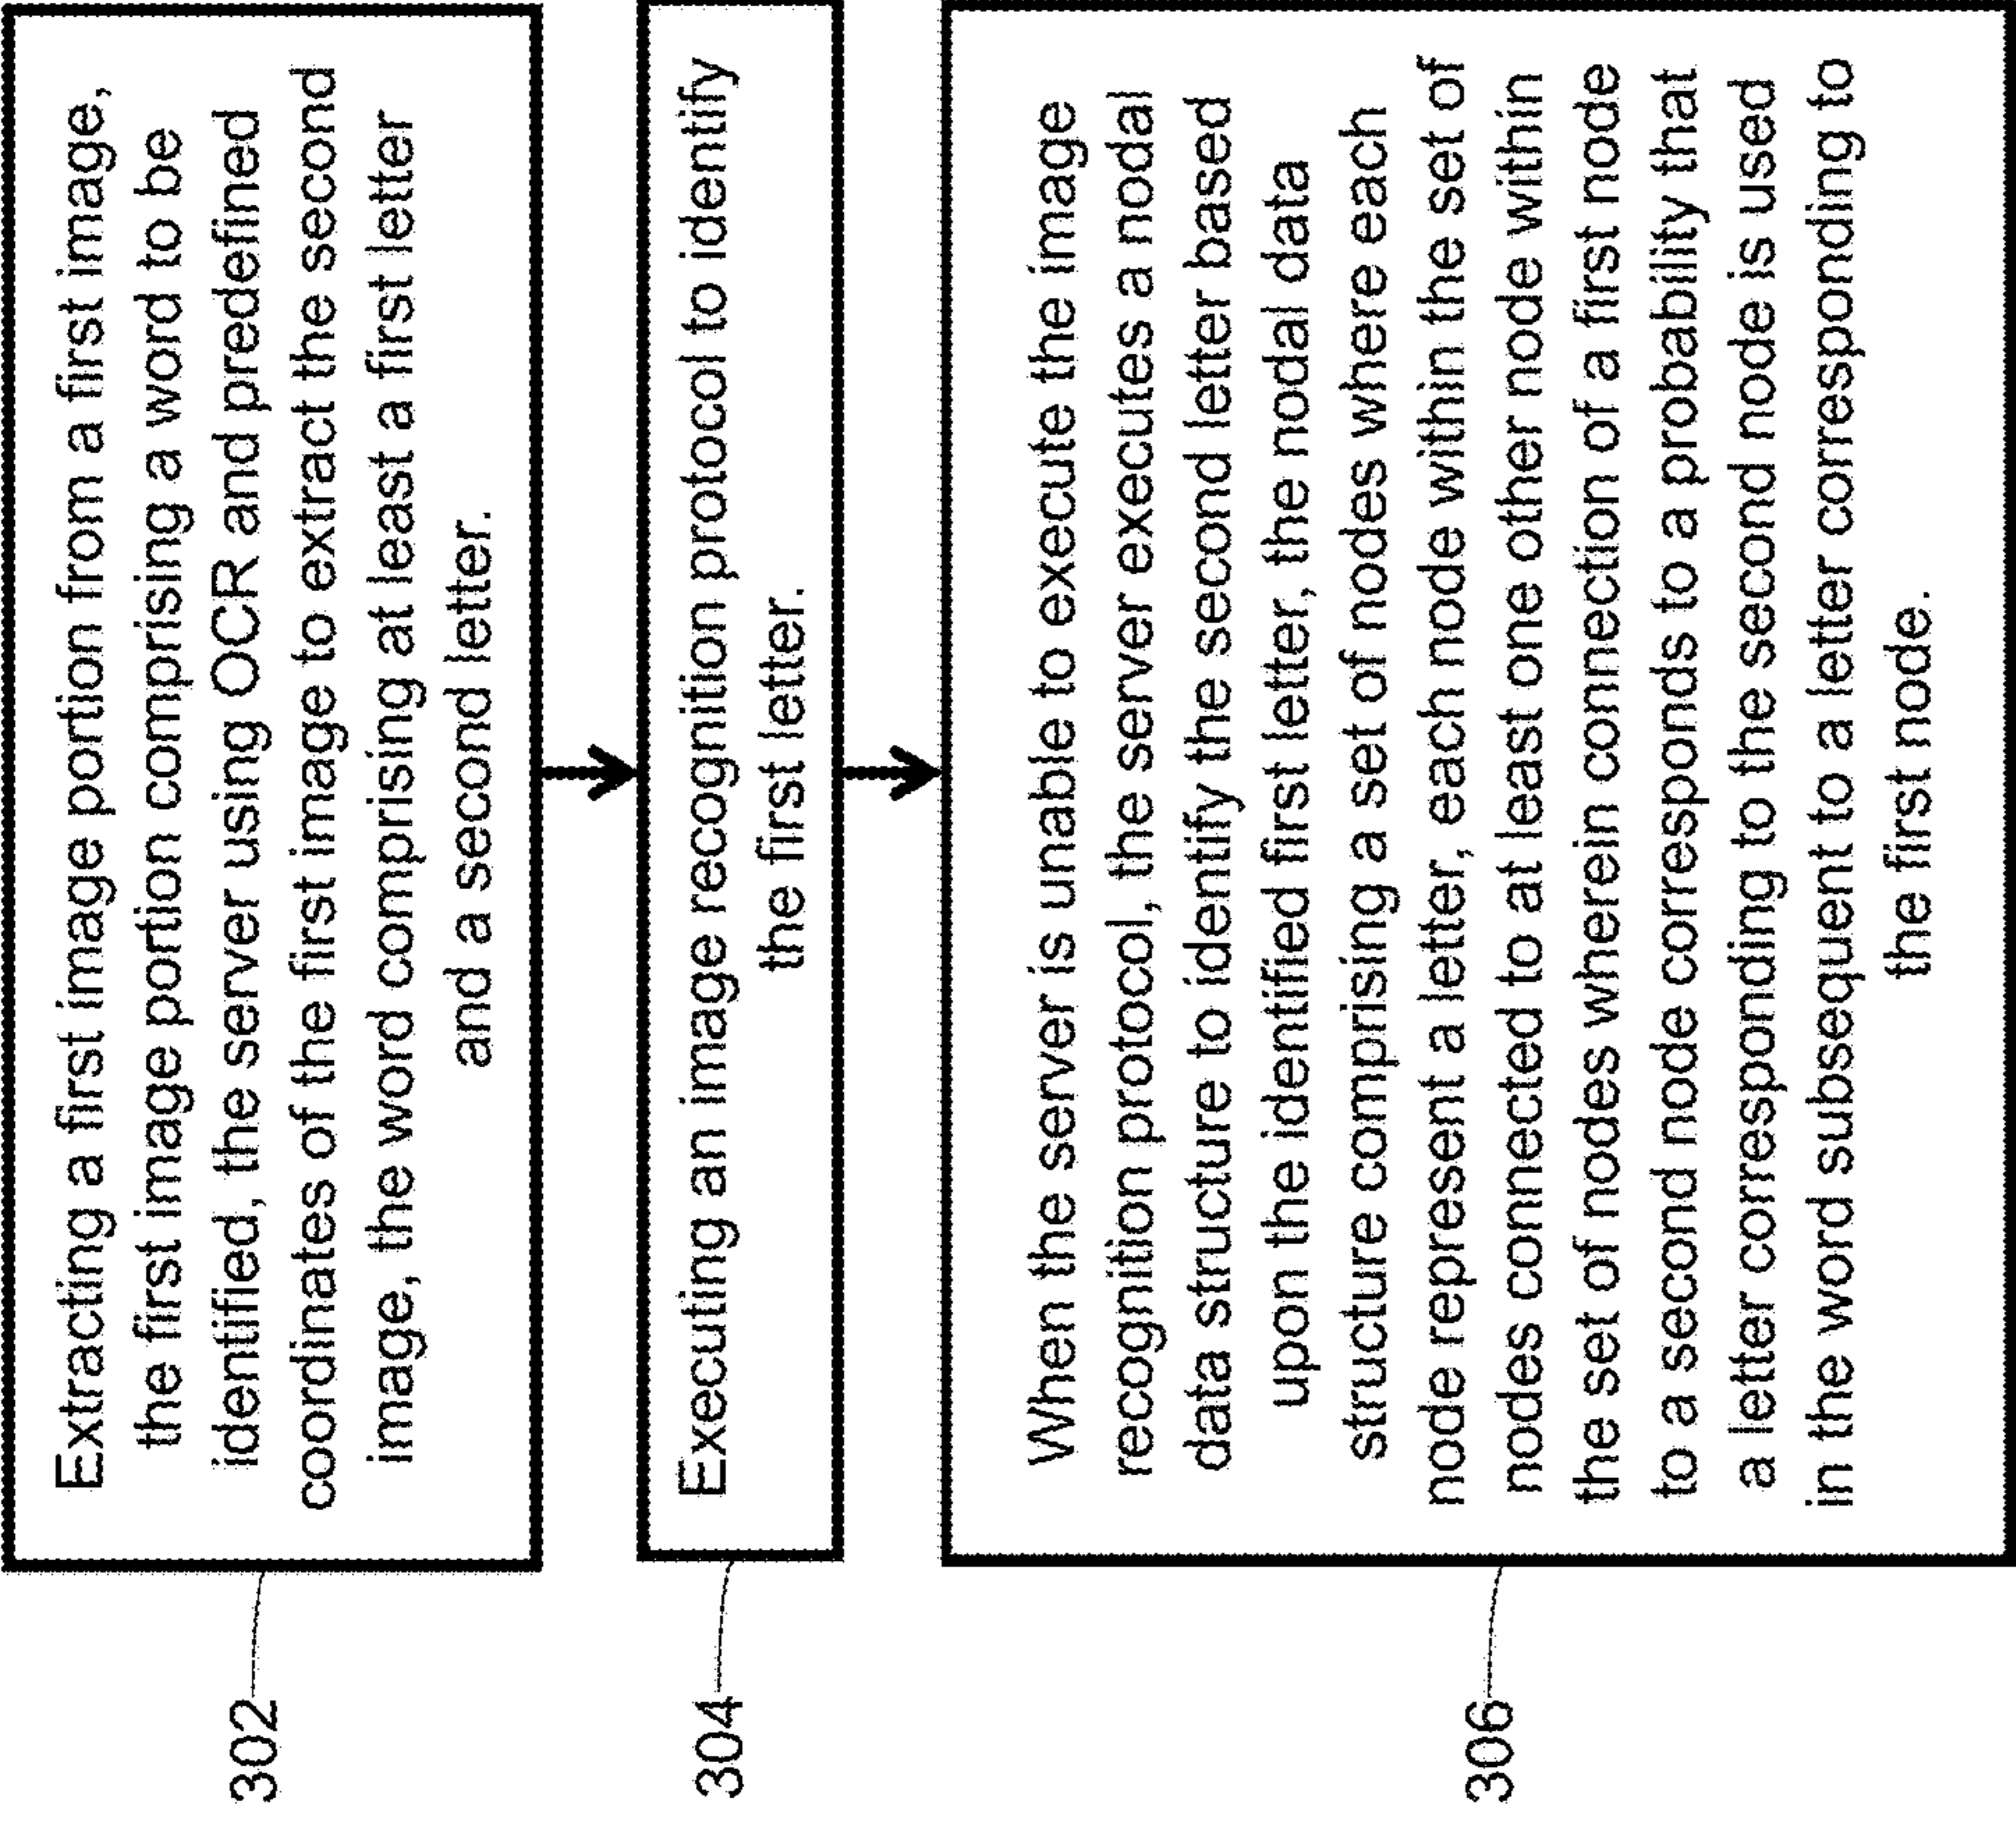 302
Extracting a first image portion from a first image,
the first image portion comprising a word to be
identified, the server using OCR and predefined
coordinates of the first image to extract the second
image, the word comprising at least a first letter
and a second letter.
304
Executing an image recognition protocol to identify
the first letter.
306
When the server is unable to execute the image
recognition protocol, the server executes a nodal
data structure to identify the second letter based
upon the identified first letter, the nodal data
structure comprising a set of nodes where each
node represent a letter, each node within the set of
nodes connected to at least one other node within
the set of nodes wherein connection of a first node
to a second node corresponds to a probability that
a letter corresponding to the second node is used
in the word subsequent to a letter corresponding to
the first node.